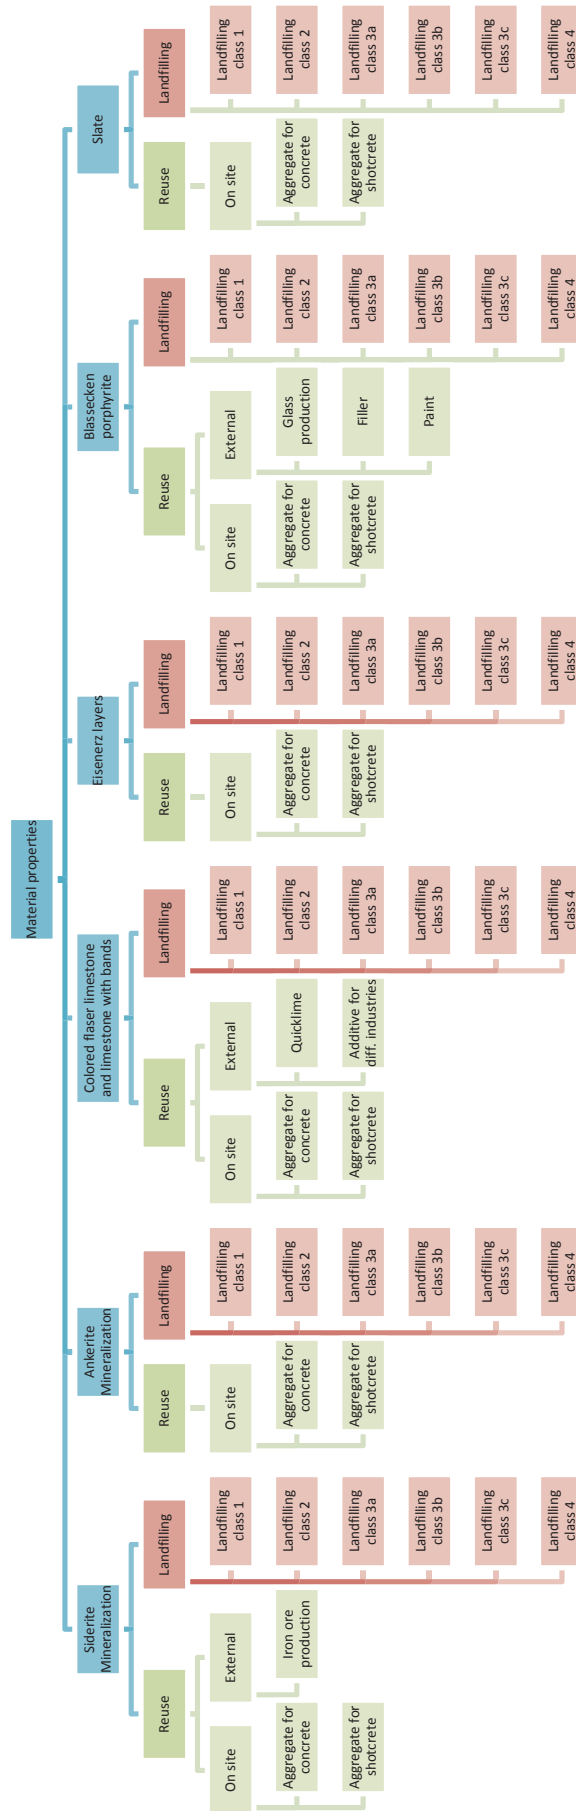 Material properties
Siderite
Mineralization
Reuse
On site
Aggregate for
concrete
Aggregate for
shotcrete
External
Iron ore
production
Landfilling
Landfilling
class 1
Landfilling
class 2
Landfilling
class 3a
Landfilling
class 3b
Landfilling
class 3c
Landfilling
class 4
Ankerite
Mineralization
Reuse
On site
Aggregate for
concrete
Aggregate for
shotcrete
Landfilling
Landfilling
class 1
Landfilling
class 2
Landfilling
class 3a
Landfilling
class 3b
Landfilling
class 3c
Landfilling
class 4
Colored flaser limestone
and limestone with bands
Reuse
On site
Aggregate for
concrete
Aggregate for
shotcrete
External
Quicklime
Additive for
diff. industries
Landfilling
Landfilling
class 1
Landfilling
class 2
Landfilling
class 3a
Landfilling
class 3b
Landfilling
class 3c
Landfilling
class 4
Eisenerz layers
Reuse
On site
Aggregate for
concrete
Aggregate for
shotcrete
Landfilling
Landfilling
class 1
Landfilling
class 2
Landfilling
class 3a
Landfilling
class 3b
Landfilling
class 3c
Landfilling
class 4
Blassecken
porphyrite
Reuse
On site
Aggregate for
concrete
Aggregate for
shotcrete
External
Glass
production
Filler
Paint
Landfilling
Landfilling
class 1
Landfilling
class 2
Landfilling
class 3a
Landfilling
class 3b
Landfilling
class 3c
Landfilling
class 4
Slate
Reuse
On site
Aggregate for
concrete
Aggregate for
shotcrete
Landfilling
Landfilling
class 1
Landfilling
class 2
Landfilling
class 3a
Landfilling
class 3b
Landfilling
class 3c
Landfilling
class 4